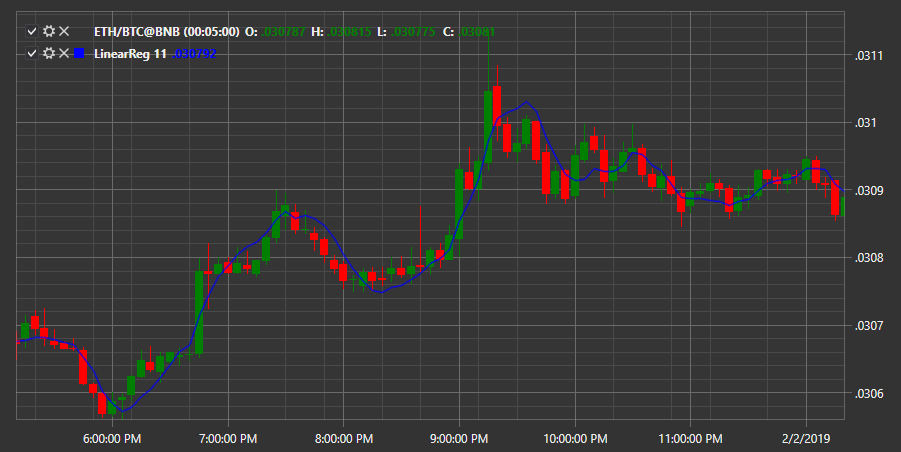 ETH/BTC@BNB (00:05:00) O: .030787 H: .030815 L: .030775 C: .03081
LinearReg 11 .030792
.0311
.031
.0309
.0308
.0307
.0306
6:00:00 PM 7:00:00 PM 8:00:00 PM 9:00:00 PM 10:00:00 PM 11:00:00 PM 2/2/2019